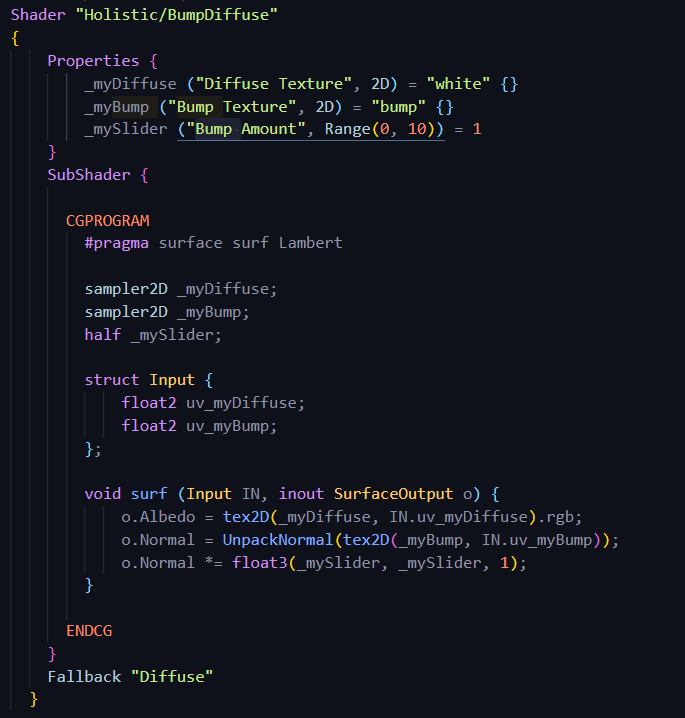 Shader "Holistic/BumpDiffuse"
{
    Properties {
        _myDiffuse ("Diffuse Texture", 2D) = "white" {}
        _myBump ("Bump Texture", 2D) = "bump" {}
        _mySlider ("Bump Amount", Range(0, 10)) = 1
    }
    SubShader {
      CGPROGRAM
        #pragma surface surf Lambert
        sampler2D _myDiffuse;
        sampler2D _myBump;
        half _mySlider;
        struct Input {
            float2 uv_myDiffuse;
            float2 uv_myBump;
        };
        void surf (Input IN, inout SurfaceOutput o) {
            o.Albedo = tex2D(_myDiffuse, IN.uv_myDiffuse).rgb;
            o.Normal = UnpackNormal(tex2D(_myBump, IN.uv_myBump));
            o.Normal *= float3(_mySlider, _mySlider, 1);
        }
      ENDCG
    }
    Fallback "Diffuse"
  }